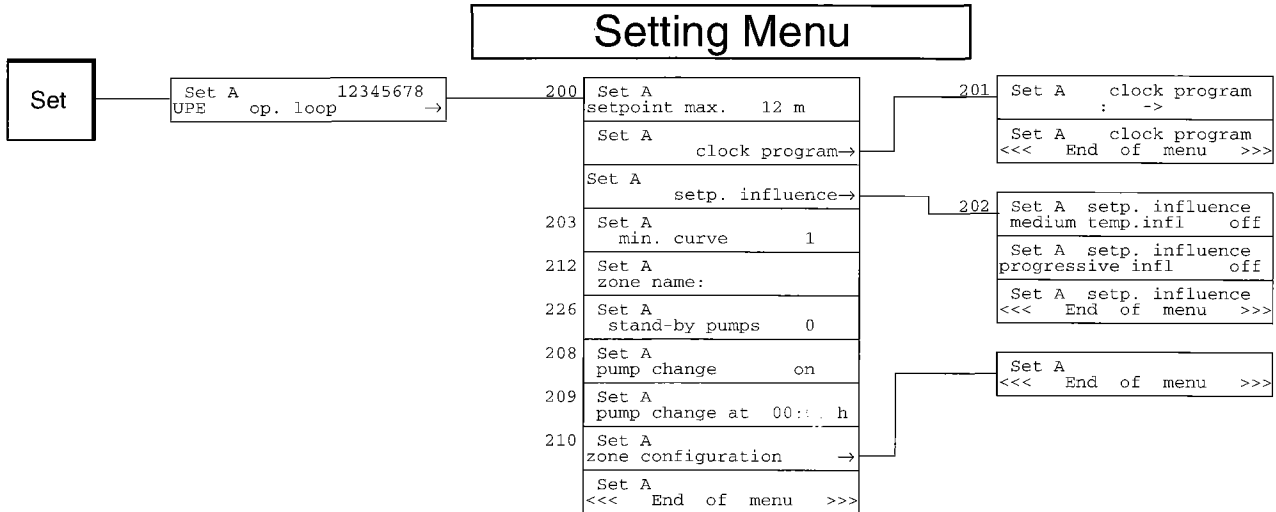 Setting Menu
Set
Set A 12345678
UPE op. loop →
200
Set A
setpoint max. 12 m
Set A
clock program→
Set A
setp. influence→
203
Set A
min. curve 1
212
Set A
zone name:
226
Set A
stand-by pumps 0
208
Set A
pump change on
209
Set A
pump change at 00: h
210
Set A
zone configuration →
Set A
<<< End of menu >>>
201
Set A clock program
: ->
Set A clock program
<<< End of menu >>>
202
Set A setp. influence
medium temp.infl off
Set A setp. influence
progressive infl off
Set A setp. influence
<<< End of menu >>>
Set A
<<< End of menu >>>